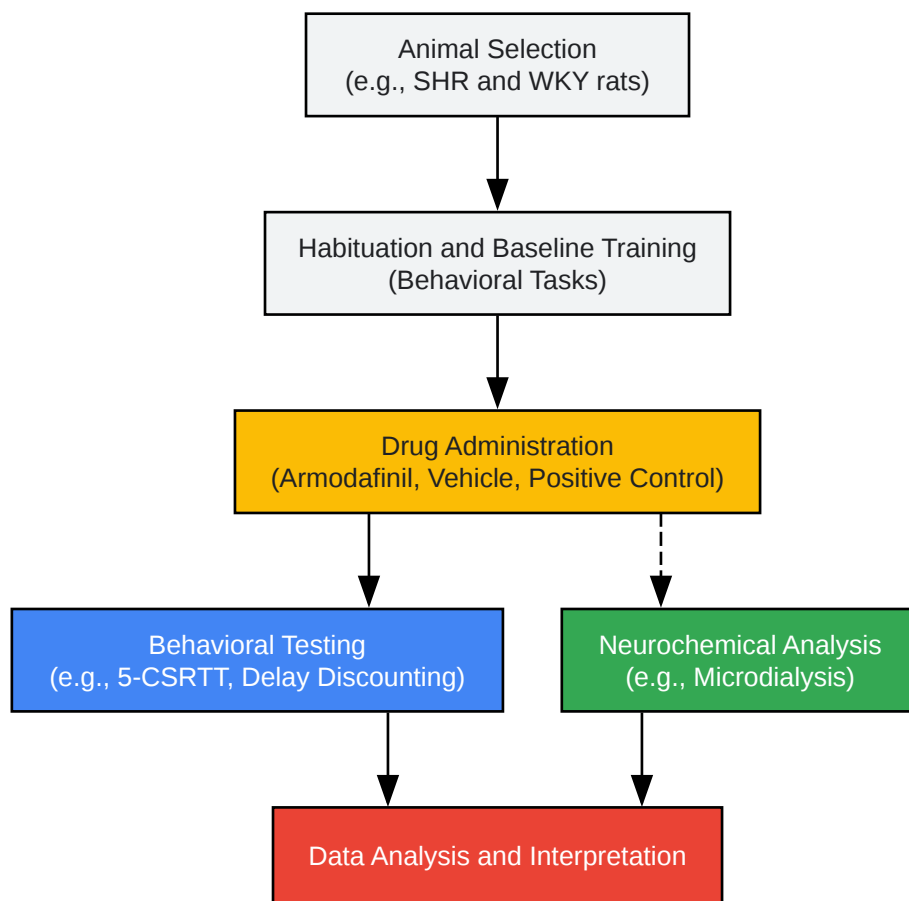 Animal Selection
(e.g., SHR and WKY rats)
Habituation and Baseline Training
(Behavioral Tasks)
Drug Administration
(Armodafinil, Vehicle, Positive Control)
Behavioral Testing
(e.g., 5-CSRTT, Delay Discounting)
Neurochemical Analysis
(e.g., Microdialysis)
Data Analysis and Interpretation